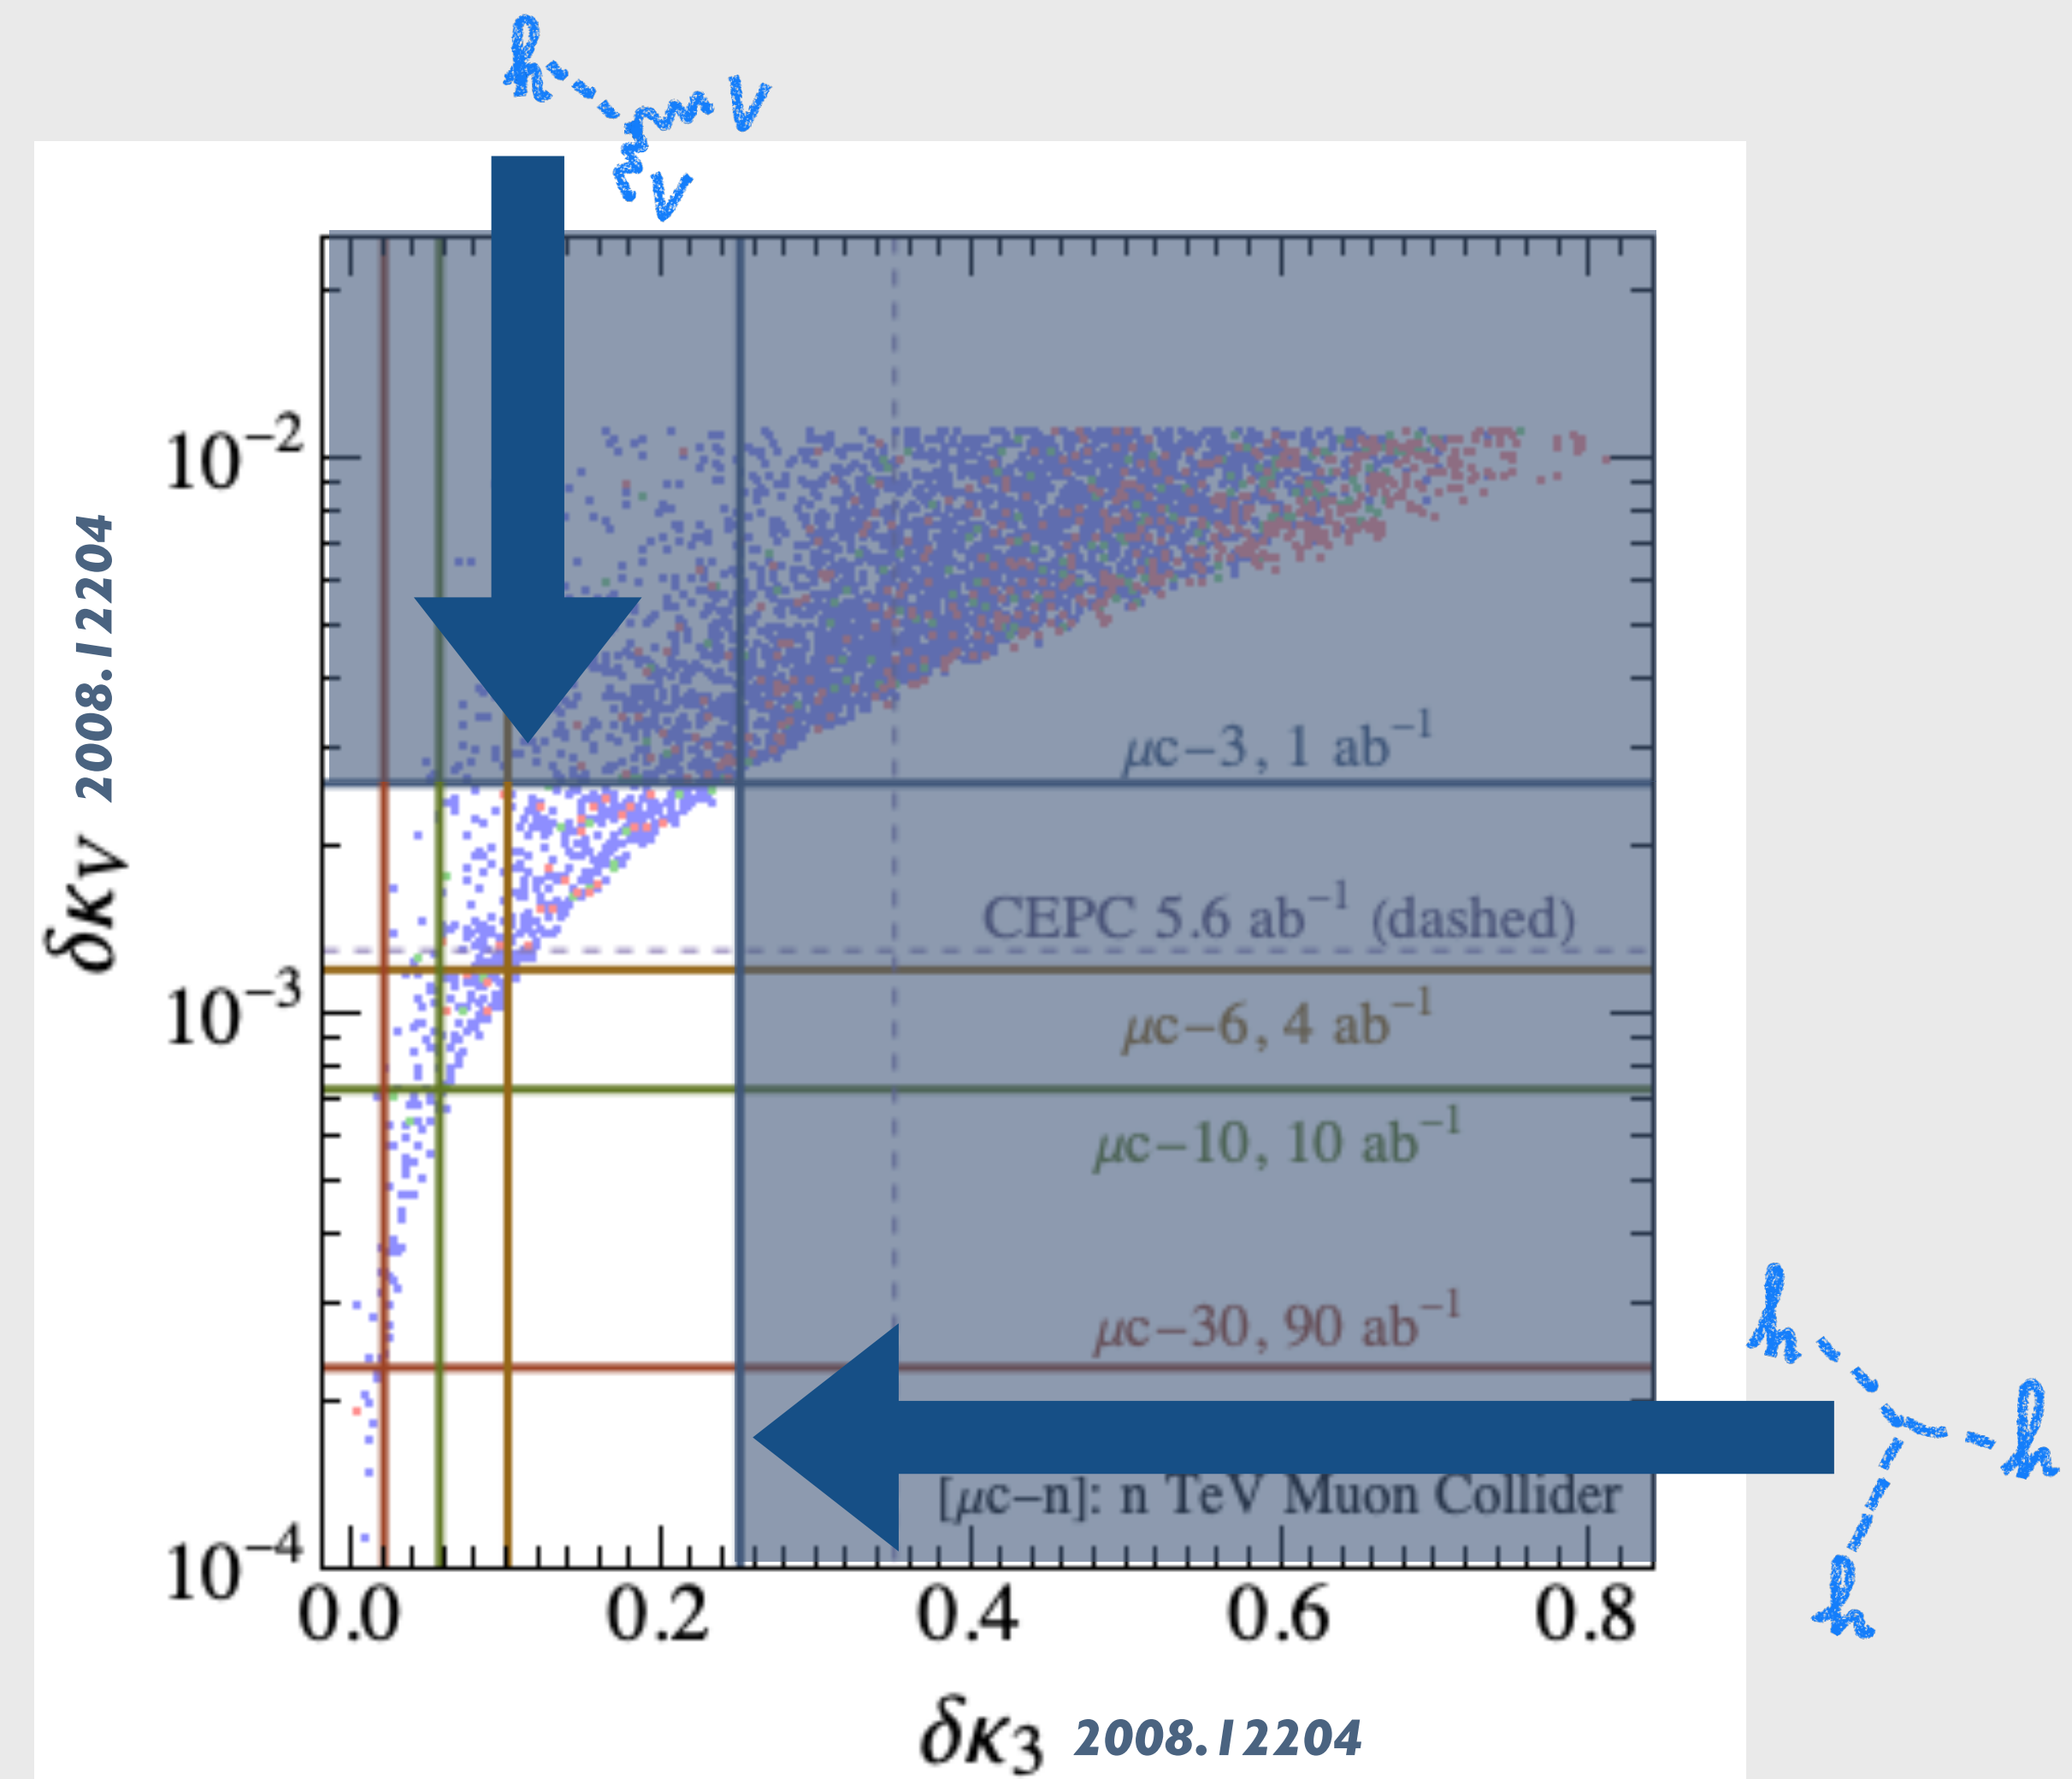 h
V
V
2008.12204
δκV
10⁻²
10⁻³
10⁻⁴
μc−3, 1 ab⁻¹
CEPC 5.6 ab⁻¹ (dashed)
μc−6, 4 ab⁻¹
μc−10, 10 ab⁻¹
μc−30, 90 ab⁻¹
[μc−n]: n TeV Muon Collider
h
h
h
0.0 0.2 0.4 0.6 0.8
δκ₃ 2008.12204